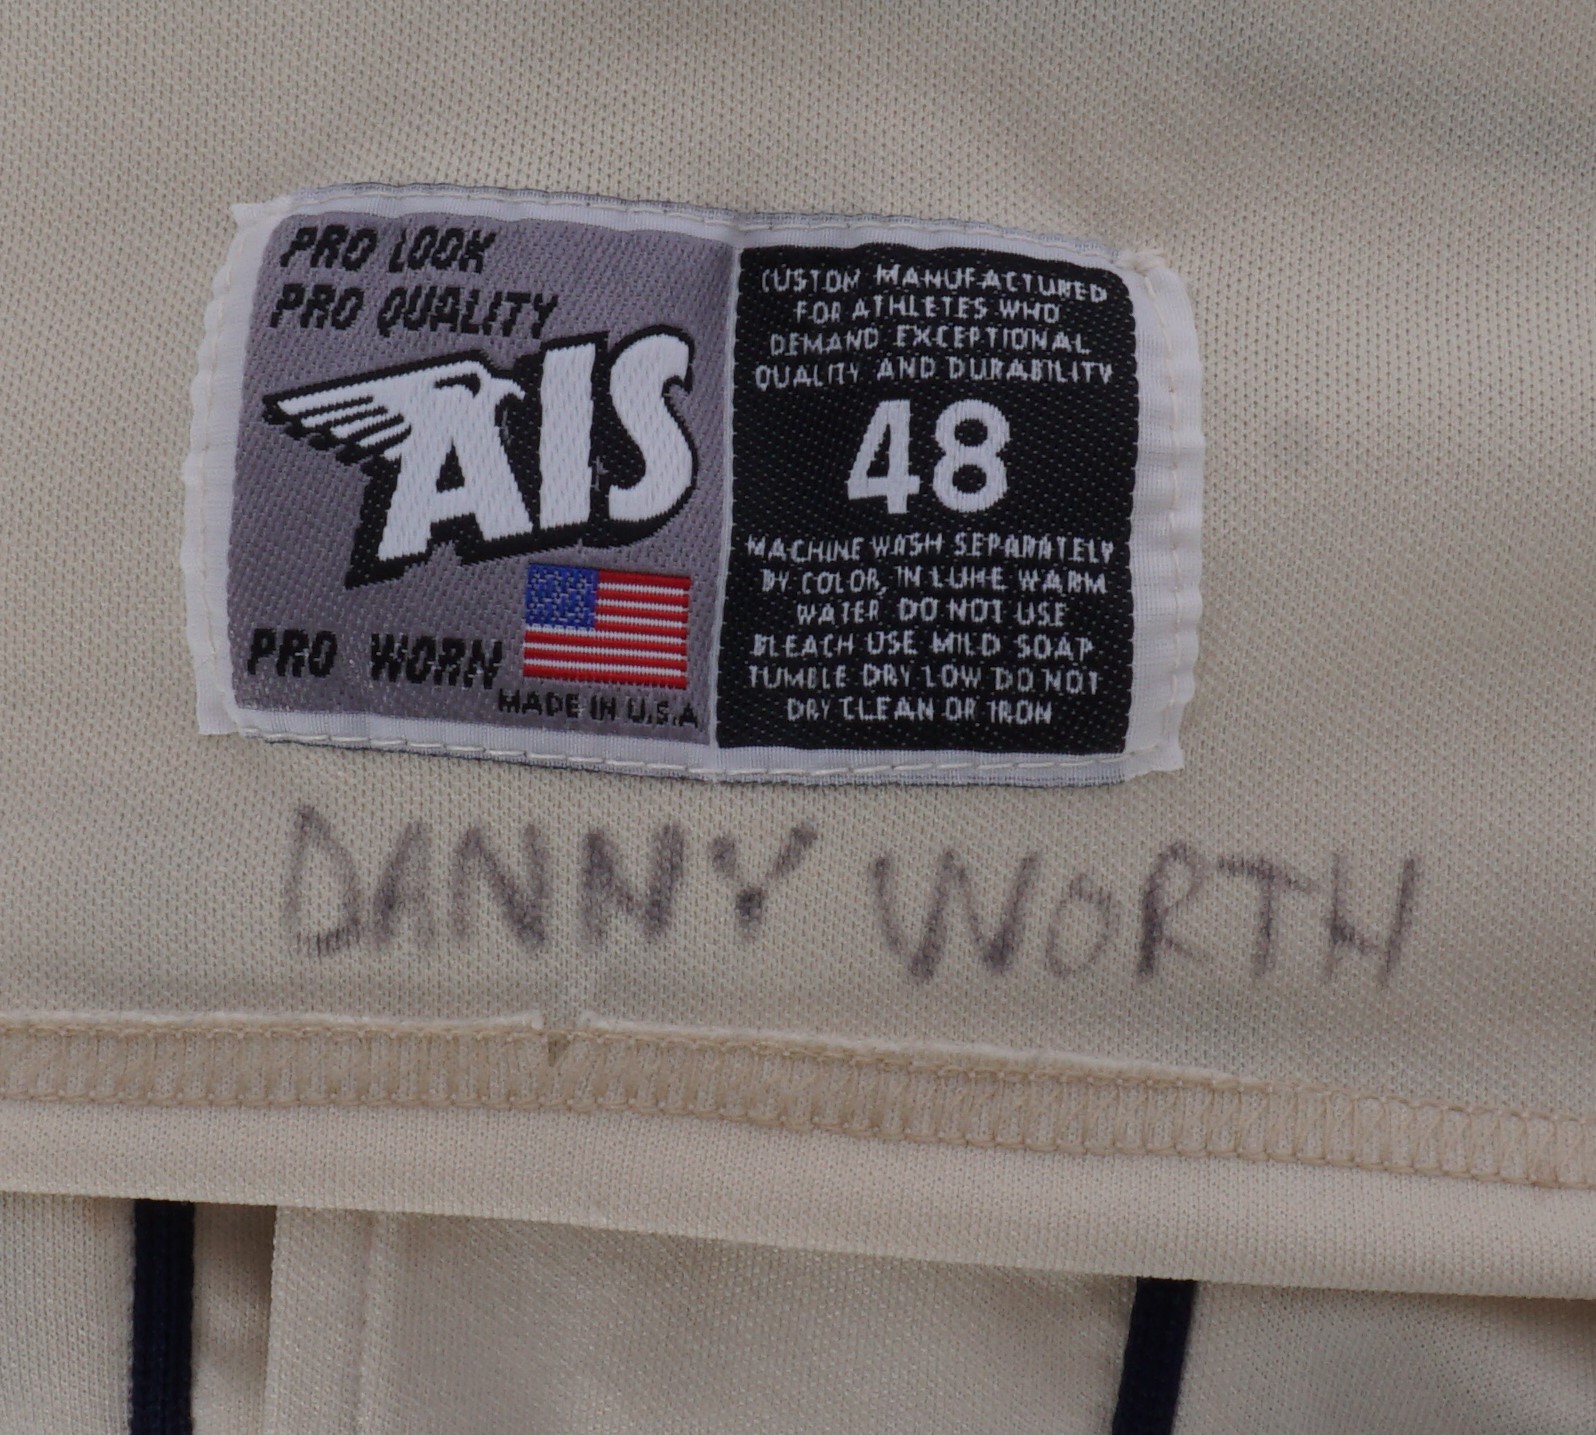 PRO LOOK
PRO QUALITY
AIS
PRO WORN
MADE IN U.S.A
CUSTOM MANUFACTURED
FOR ATHLETES WHO
DEMAND EXCEPTIONAL
QUALITY AND DURABILITY
48
MACHINE WASH SEPARATELY
BY COLOR, IN LUKE WARM
WATER DO NOT USE
BLEACH USE MILD SOAP
TUMBLE DRY LOW DO NOT
DRY CLEAN OR IRON
DANNY WORTH